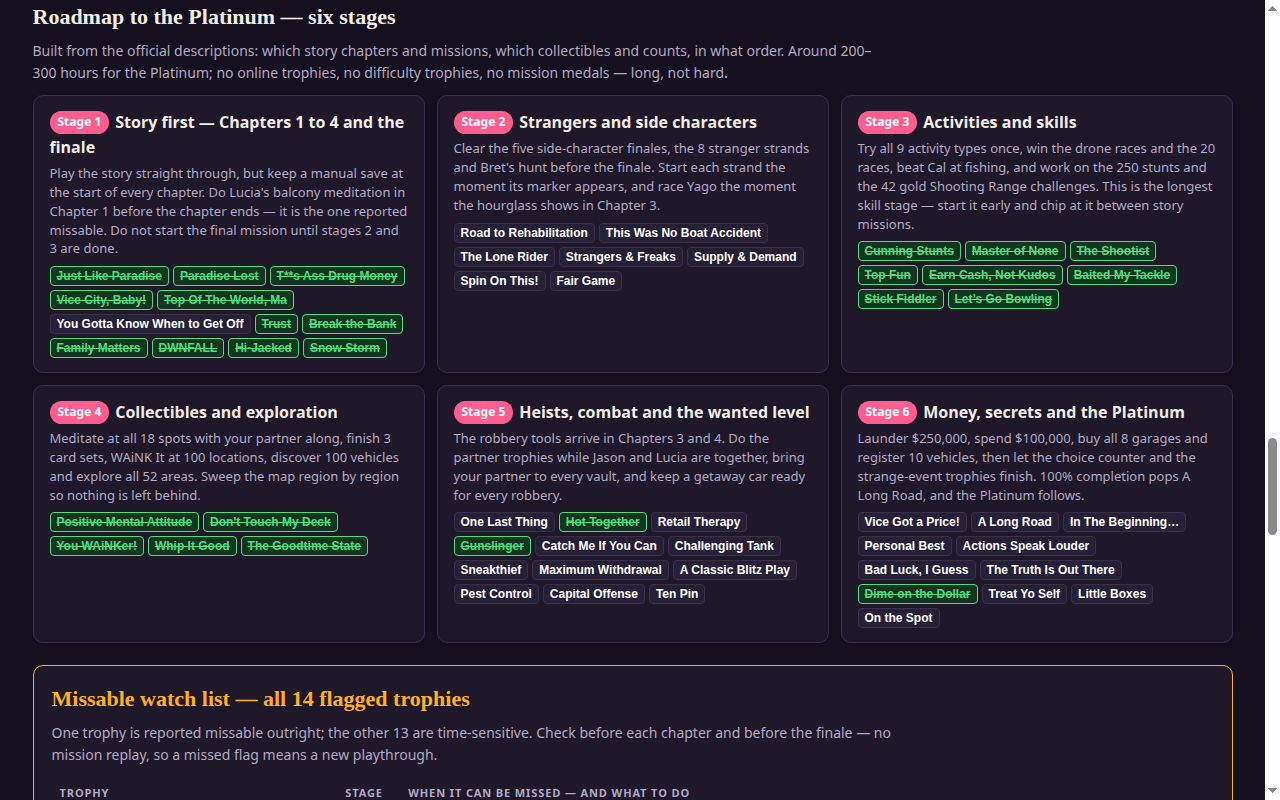 Roadmap to the Platinum — six stages
Built from the official descriptions: which story chapters and missions, which collectibles and counts, in what order. Around 200–
300 hours for the Platinum; no online trophies, no difficulty trophies, no mission medals — long, not hard.
Stage 1 Story first — Chapters 1 to 4 and the
finale
Play the story straight through, but keep a manual save at
the start of every chapter. Do Lucia's balcony meditation in
Chapter 1 before the chapter ends — it is the one reported
missable. Do not start the final mission until stages 2 and
3 are done.
Just Like Paradise Paradise Lost T**s Ass Drug Money
Vice City, Baby! Top Of The World, Ma
You Gotta Know When to Get Off Trust Break the Bank
Family Matters DWNFALL Hi-Jacked Snow Storm
Stage 2 Strangers and side characters
Clear the five side-character finales, the 8 stranger strands
and Bret's hunt before the finale. Start each strand the
moment its marker appears, and race Yago the moment
the hourglass shows in Chapter 3.
Road to Rehabilitation This Was No Boat Accident
The Lone Rider Strangers & Freaks Supply & Demand
Spin On This! Fair Game
Stage 3 Activities and skills
Try all 9 activity types once, win the drone races and the 20
races, beat Cal at fishing, and work on the 250 stunts and
the 42 gold Shooting Range challenges. This is the longest
skill stage — start it early and chip at it between story
missions.
Cunning Stunts Master of None The Shootist
Top Fun Earn Cash, Not Kudos Baited My Tackle
Stick Fiddler Let's Go Bowling
Stage 4 Collectibles and exploration
Meditate at all 18 spots with your partner along, finish 3
card sets, WAiNK It at 100 locations, discover 100 vehicles
and explore all 52 areas. Sweep the map region by region
so nothing is left behind.
Positive Mental Attitude Don't Touch My Deck
You WAiNKer! Whip It Good The Goodtime State
Stage 5 Heists, combat and the wanted level
The robbery tools arrive in Chapters 3 and 4. Do the
partner trophies while Jason and Lucia are together, bring
your partner to every vault, and keep a getaway car ready
for every robbery.
One Last Thing Hot Together Retail Therapy
Gunslinger Catch Me If You Can Challenging Tank
Sneakthief Maximum Withdrawal A Classic Blitz Play
Pest Control Capital Offense Ten Pin
Stage 6 Money, secrets and the Platinum
Launder $250,000, spend $100,000, buy all 8 garages and
register 10 vehicles, then let the choice counter and the
strange-event trophies finish. 100% completion pops A
Long Road, and the Platinum follows.
Vice Got a Price! A Long Road In The Beginning…
Personal Best Actions Speak Louder
Bad Luck, I Guess The Truth Is Out There
Dime on the Dollar Treat Yo Self Little Boxes
On the Spot
Missable watch list — all 14 flagged trophies
One trophy is reported missable outright; the other 13 are time-sensitive. Check before each chapter and before the finale — no
mission replay, so a missed flag means a new playthrough.
TROPHY STAGE WHEN IT CAN BE MISSED — AND WHAT TO DO